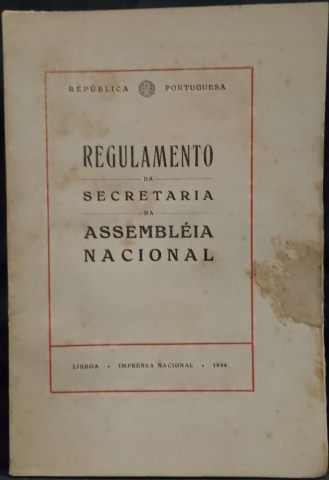 REPÚBLICA PORTUGUESA
REGULAMENTO
DA
SECRETARIA
DA
ASSEMBLÉIA
NACIONAL
LISBOA • IMPRENSA NACIONAL • 1944